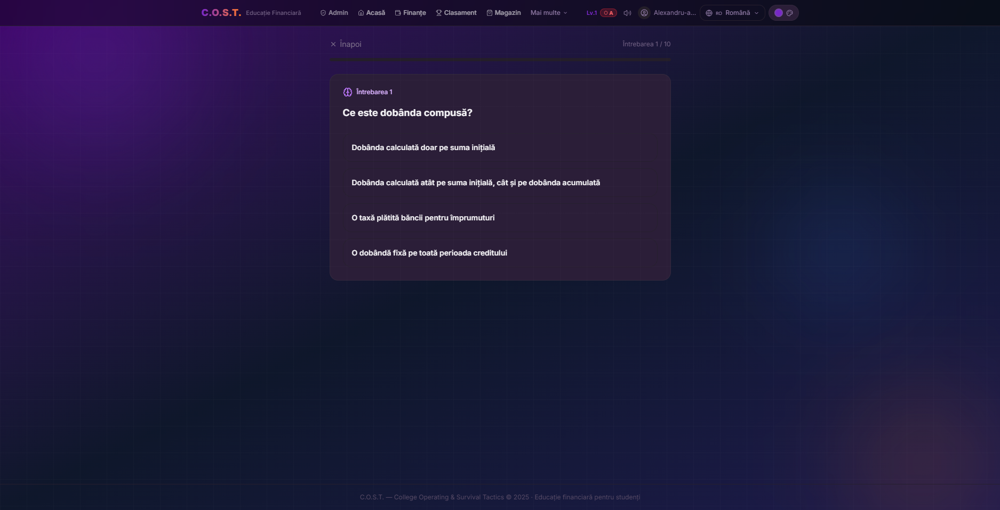 C.O.S.T. Educație Financiară Admin Acasă Finanțe Clasament Magazin Mai multe Lv.1 A Alexandru-a... RO Română
Înapoi Întrebarea 1 / 10
Întrebarea 1
Ce este dobânda compusă?
Dobânda calculată doar pe suma inițială
Dobânda calculată atât pe suma inițială, cât și pe dobânda acumulată
O taxă plătită băncii pentru împrumuturi
O dobândă fixă pe toată perioada creditului
C.O.S.T. — College Operating & Survival Tactics © 2025 · Educație financiară pentru studenți